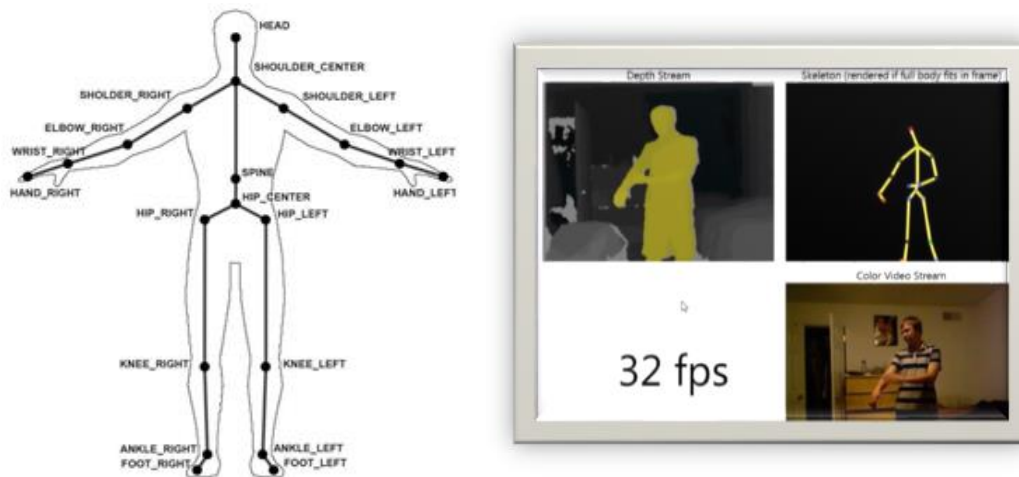 HEAD
SHOULDER_CENTER
SHOLDER_RIGHT
SHOULDER_LEFT
ELBOW_RIGHT
ELBOW_LEFT
WRIST_RIGHT
WRIST_LEFT
HAND_RIGHT
SPINE
HAND_LEFT
HIP_CENTER
HIP_RIGHT
HIP_LEFT
KNEE_RIGHT
KNEE_LEFT
ANKLE_RIGHT
ANKLE_LEFT
FOOT_RIGHT
FOOT_LEFT
Depth Stream
Skeleton (rendered if full body fits in frame)
Color Video Stream
32 fps